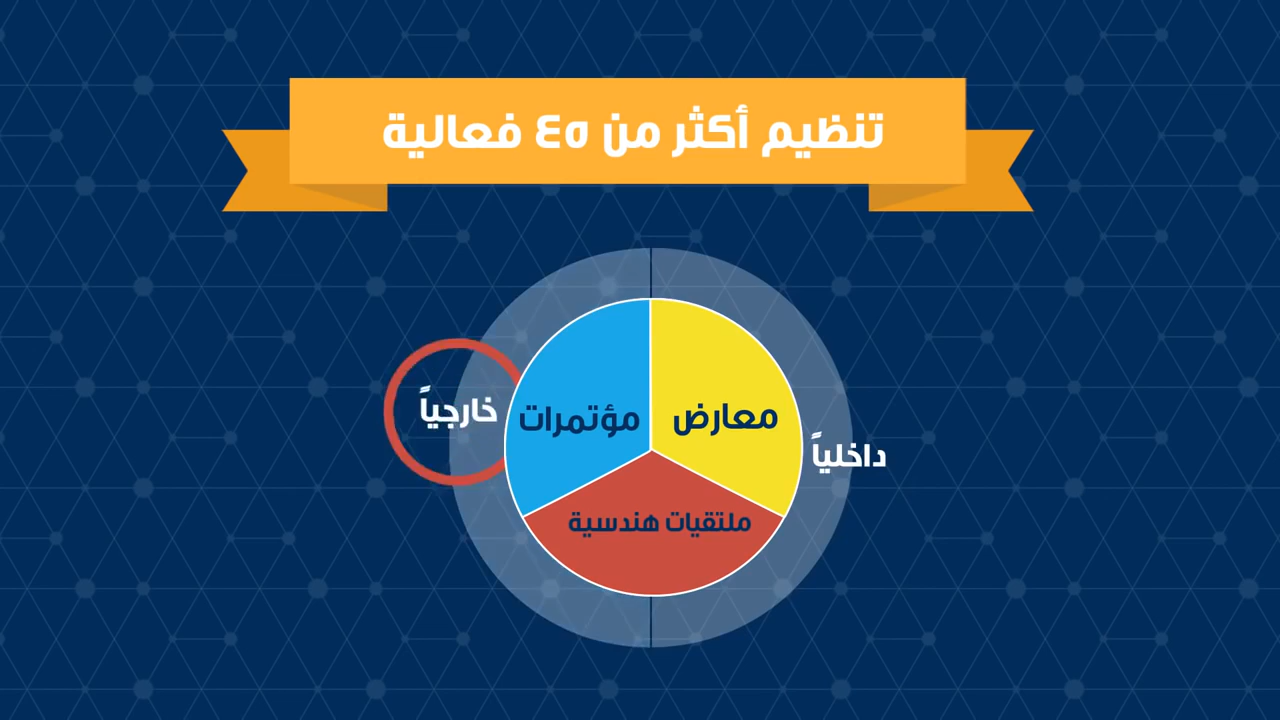 تنظيم أكثر من ٤٥ فعالية
معارض
مؤتمرات
ملتقيات هندسية
داخلياً
خارجياً